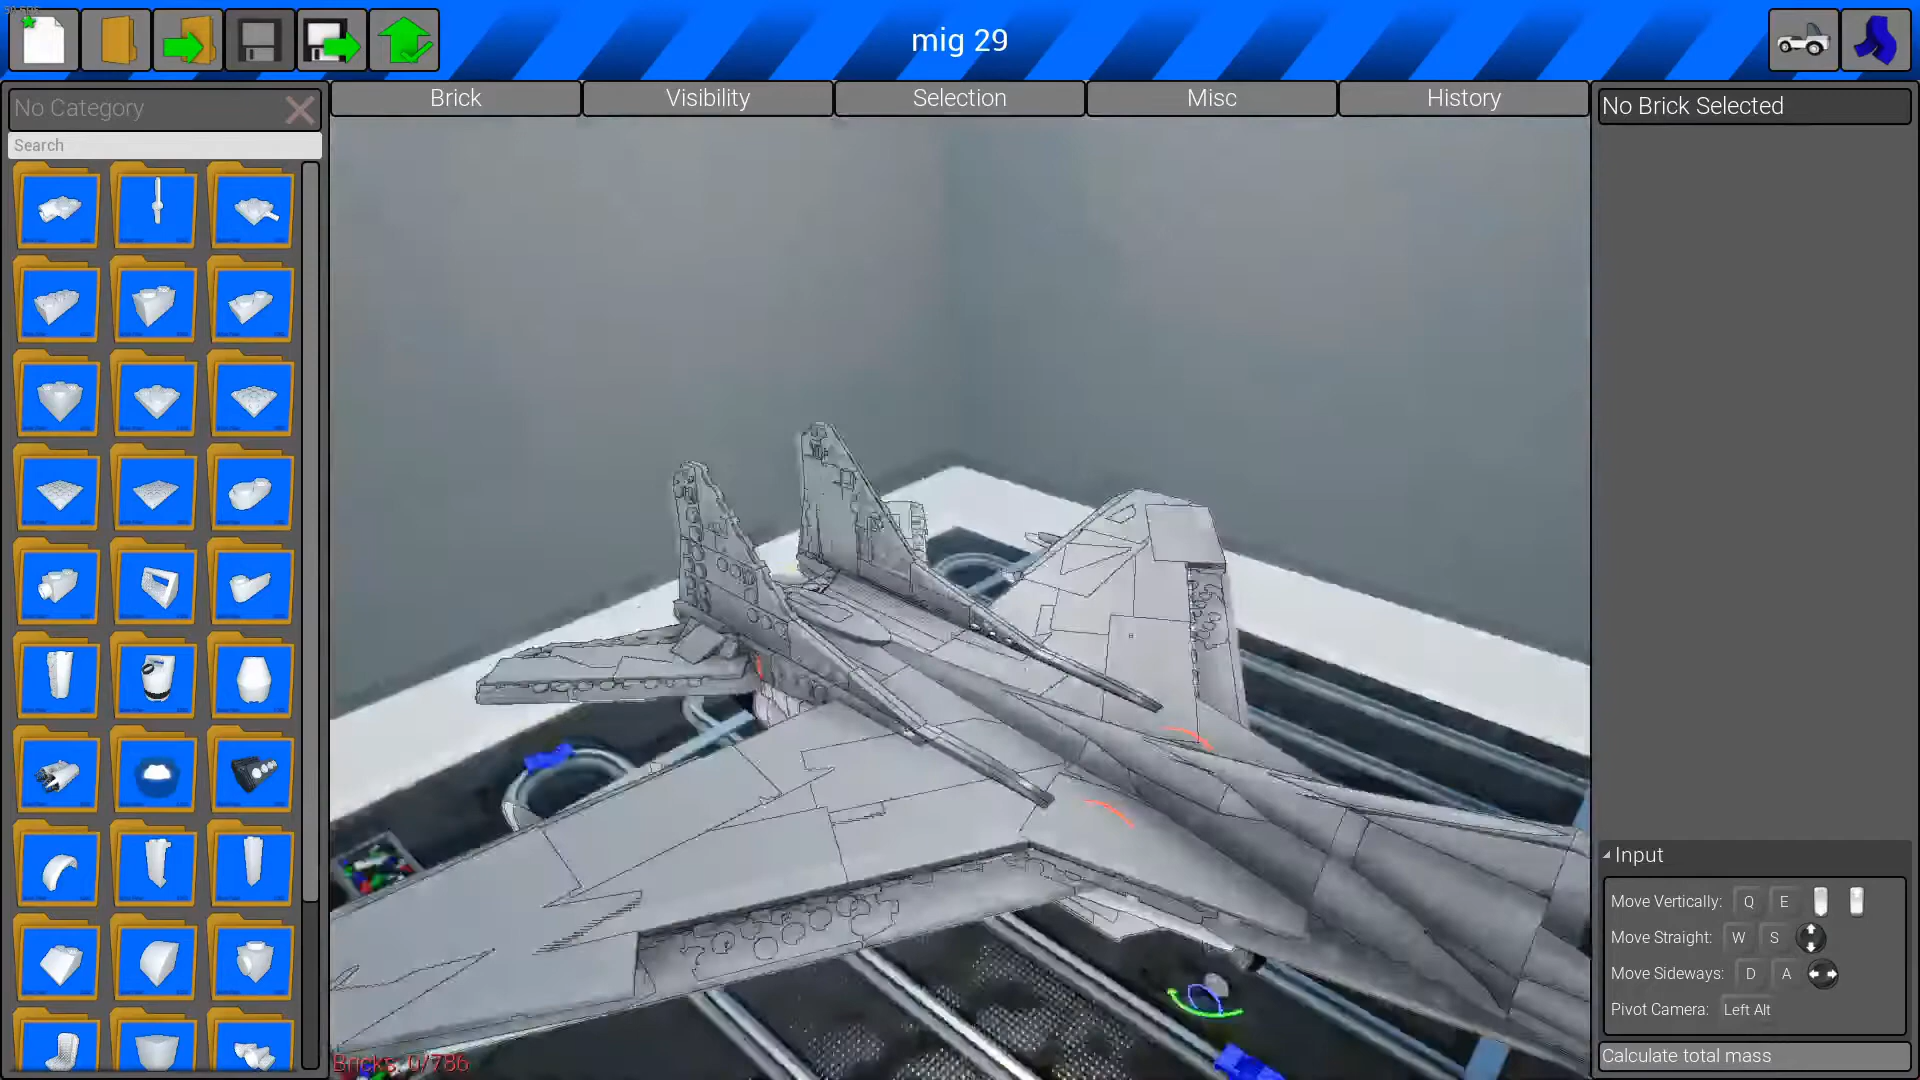 mig 29
No Category
Search
Brick
Visibility
Selection
Misc
History
No Brick Selected
Bricks: 0/786
Input
Move Vertically: Q E
Move Straight: W S
Move Sideways: D A
Pivot Camera: Left Alt
Calculate total mass